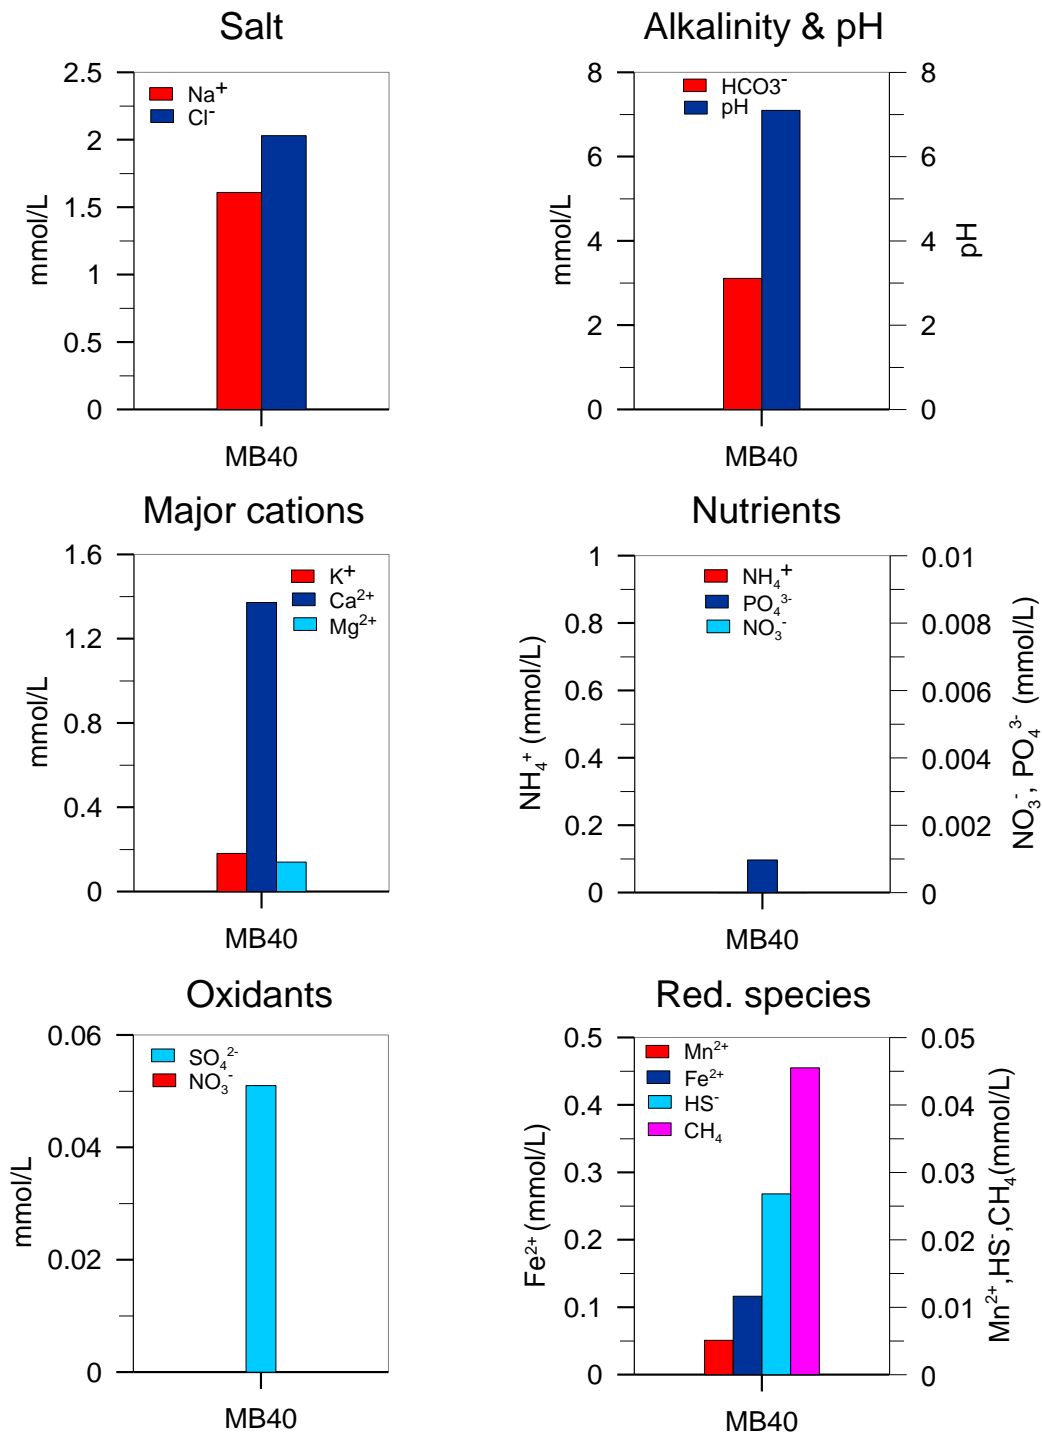 Salt
2.5
2
1.5
1
0.5
0
mmol/L
Na⁺
Cl⁻
MB40
Alkalinity & pH
8
6
4
2
0
mmol/L
HCO3⁻
pH
8
6
4
2
0
pH
MB40
Major cations
1.6
1.2
0.8
0.4
0
mmol/L
K⁺
Ca²⁺
Mg²⁺
MB40
Nutrients
1
0.8
0.6
0.4
0.2
0
NH₄⁺ (mmol/L)
NH₄⁺
PO₄³⁻
NO₃⁻
0.01
0.008
0.006
0.004
0.002
0
NO₃⁻, PO₄³⁻ (mmol/L)
MB40
Oxidants
0.06
0.04
0.02
0
mmol/L
SO₄²⁻
NO₃⁻
MB40
Red. species
0.5
0.4
0.3
0.2
0.1
0
Fe²⁺ (mmol/L)
Mn²⁺
Fe²⁺
HS⁻
CH₄
0.05
0.04
0.03
0.02
0.01
0
Mn²⁺,HS⁻,CH₄(mmol/L)
MB40